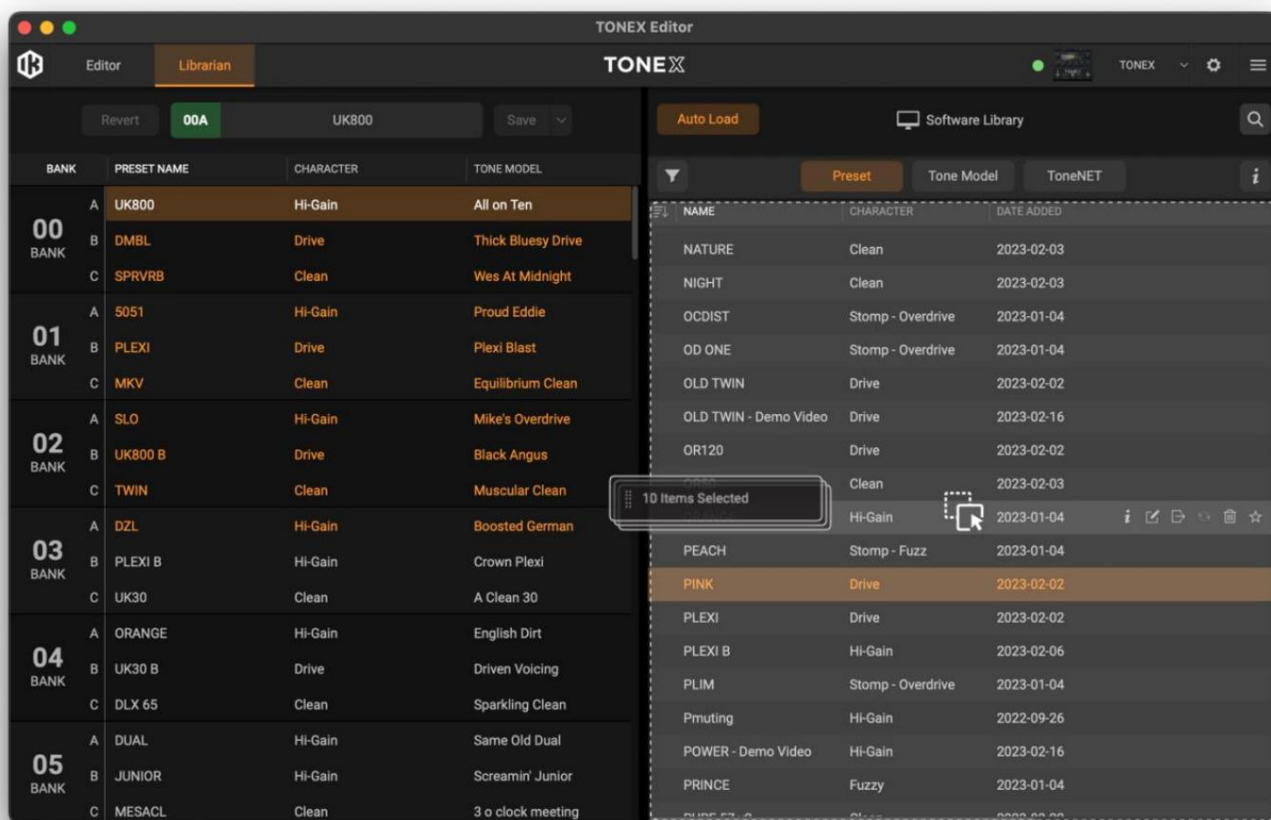 TONEX Editor
Editor Librarian TONEX TONEX
Revert 00A UK800 Save
BANK PRESET NAME CHARACTER TONE MODEL
00 BANK
A UK800 Hi-Gain All on Ten
B DMBL Drive Thick Bluesy Drive
C SPRVRB Clean Wes At Midnight
01 BANK
A 5051 Hi-Gain Proud Eddie
B PLEXI Drive Plexi Blast
C MKV Clean Equilibrium Clean
02 BANK
A SLO Hi-Gain Mike's Overdrive
B UK800 B Drive Black Angus
C TWIN Clean Muscular Clean
03 BANK
A DZL Hi-Gain Boosted German
B PLEXI B Hi-Gain Crown Plexi
C UK30 Clean A Clean 30
04 BANK
A ORANGE Hi-Gain English Dirt
B UK30 B Drive Driven Voicing
C DLX 65 Clean Sparkling Clean
05 BANK
A DUAL Hi-Gain Same Old Dual
B JUNIOR Hi-Gain Screamin' Junior
C MESACL Clean 3 o clock meeting
Auto Load Software Library
Preset Tone Model ToneNET i
NAME CHARACTER DATE ADDED
NATURE Clean 2023-02-03
NIGHT Clean 2023-02-03
OCDIST Stomp - Overdrive 2023-01-04
OD ONE Stomp - Overdrive 2023-01-04
OLD TWIN Drive 2023-02-02
OLD TWIN - Demo Video Drive 2023-02-16
OR120 Drive 2023-02-02
Clean 2023-02-03
10 Items Selected
Hi-Gain 2023-01-04 i
PEACH Stomp - Fuzz 2023-01-04
PINK Drive 2023-02-02
PLEXI Drive 2023-02-02
PLEXI B Hi-Gain 2023-02-06
PLIM Stomp - Overdrive 2023-01-04
Pmuting Hi-Gain 2022-09-26
POWER - Demo Video Hi-Gain 2023-02-16
PRINCE Fuzzy 2023-01-04